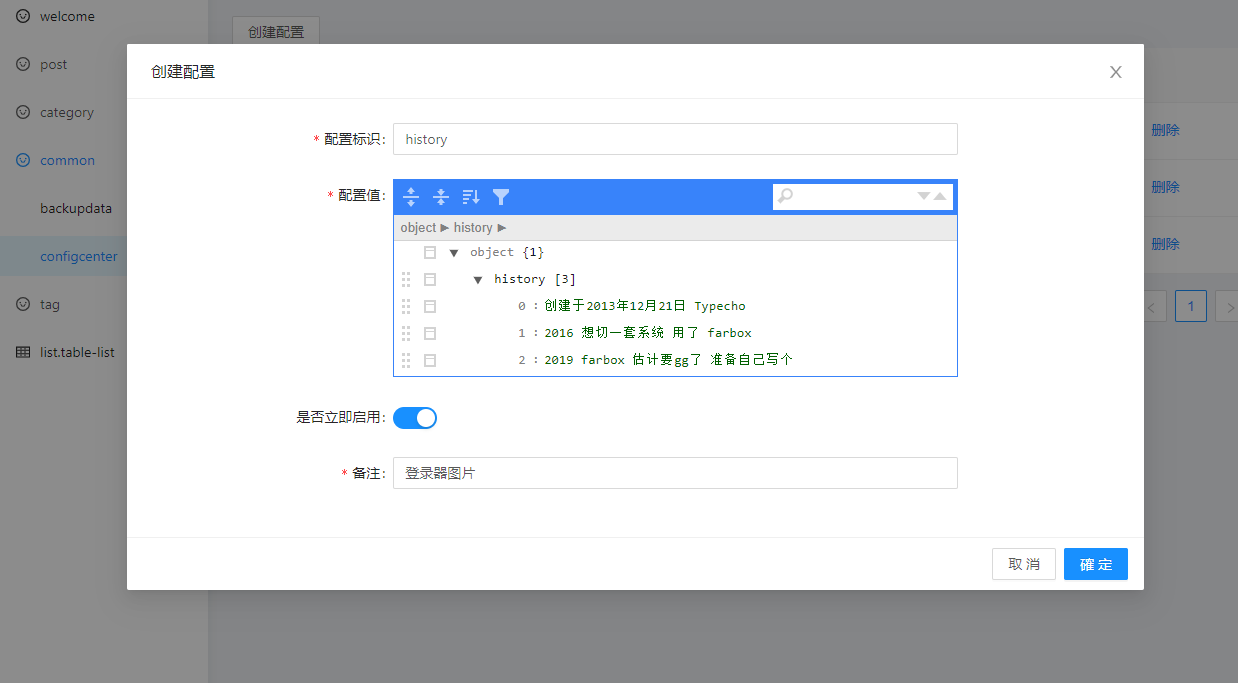 welcome
post
category
common
backupdata
configcenter
tag
list.table-list
创建配置
删除
删除
删除
1
创建配置
* 配置标识:
history
* 配置值:
object ▶ history ▶
object {1}
history [3]
0 : 创建于2013年12月21日 Typecho
1 : 2016 想切一套系统 用了 farbox
2 : 2019 farbox 估计要gg了 准备自己写个
是否立即启用:
* 备注:
登录器图片
取 消
確 定